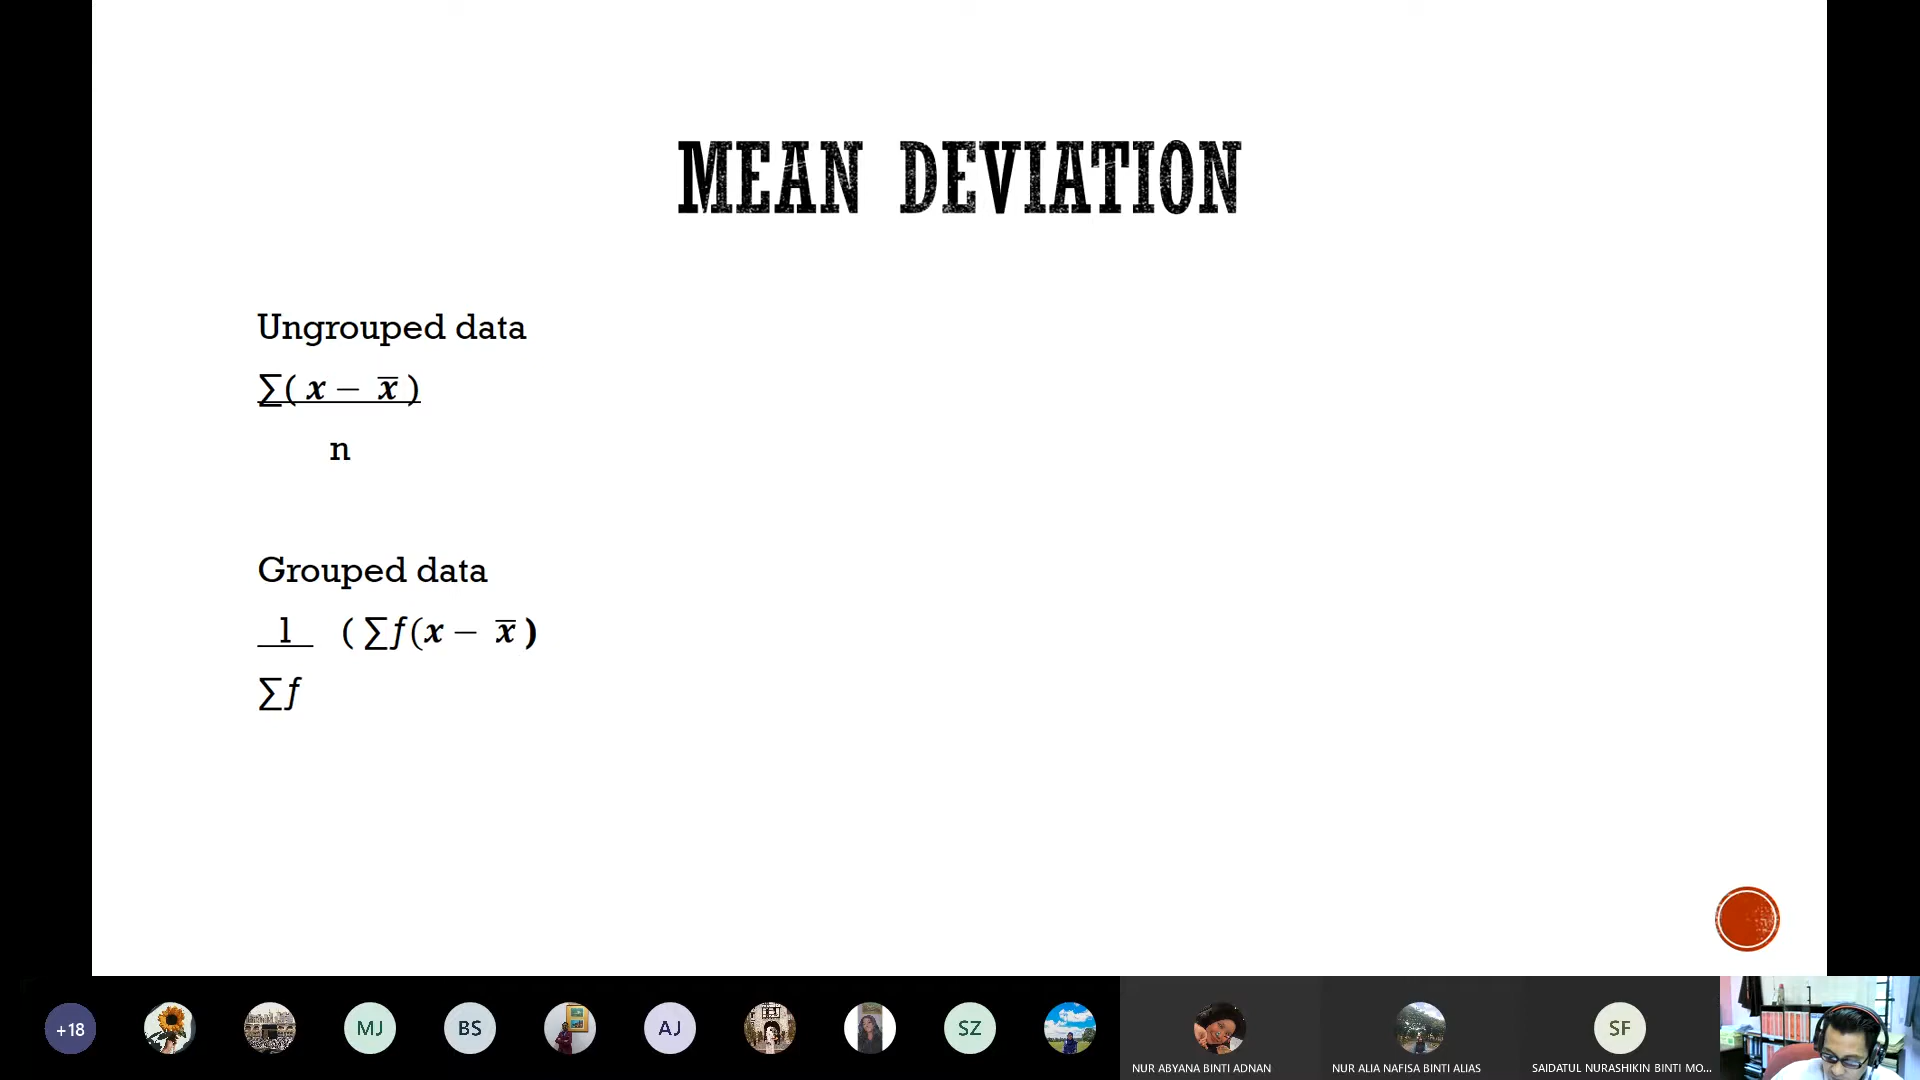 MEAN DEVIATION
Ungrouped data
∑( x − x̅ )
n
Grouped data
1 ( ∑f(x − x̅ )
∑f
+18
MJ
BS
AJ
SZ
SF
NUR ABYANA BINTI ADNAN
NUR ALIA NAFISA BINTI ALIAS
SAIDATUL NURASHIKIN BINTI MO...